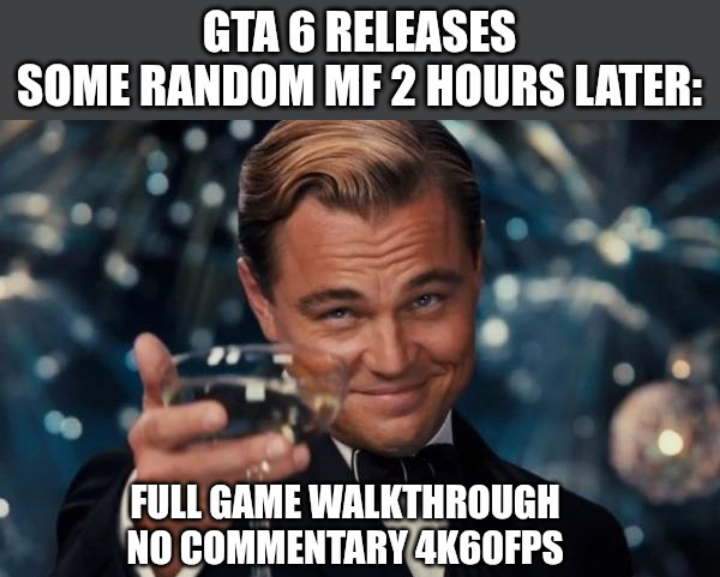 GTA 6 RELEASES
SOME RANDOM MF 2 HOURS LATER:
FULL GAME WALKTHROUGH
NO COMMENTARY 4K60FPS